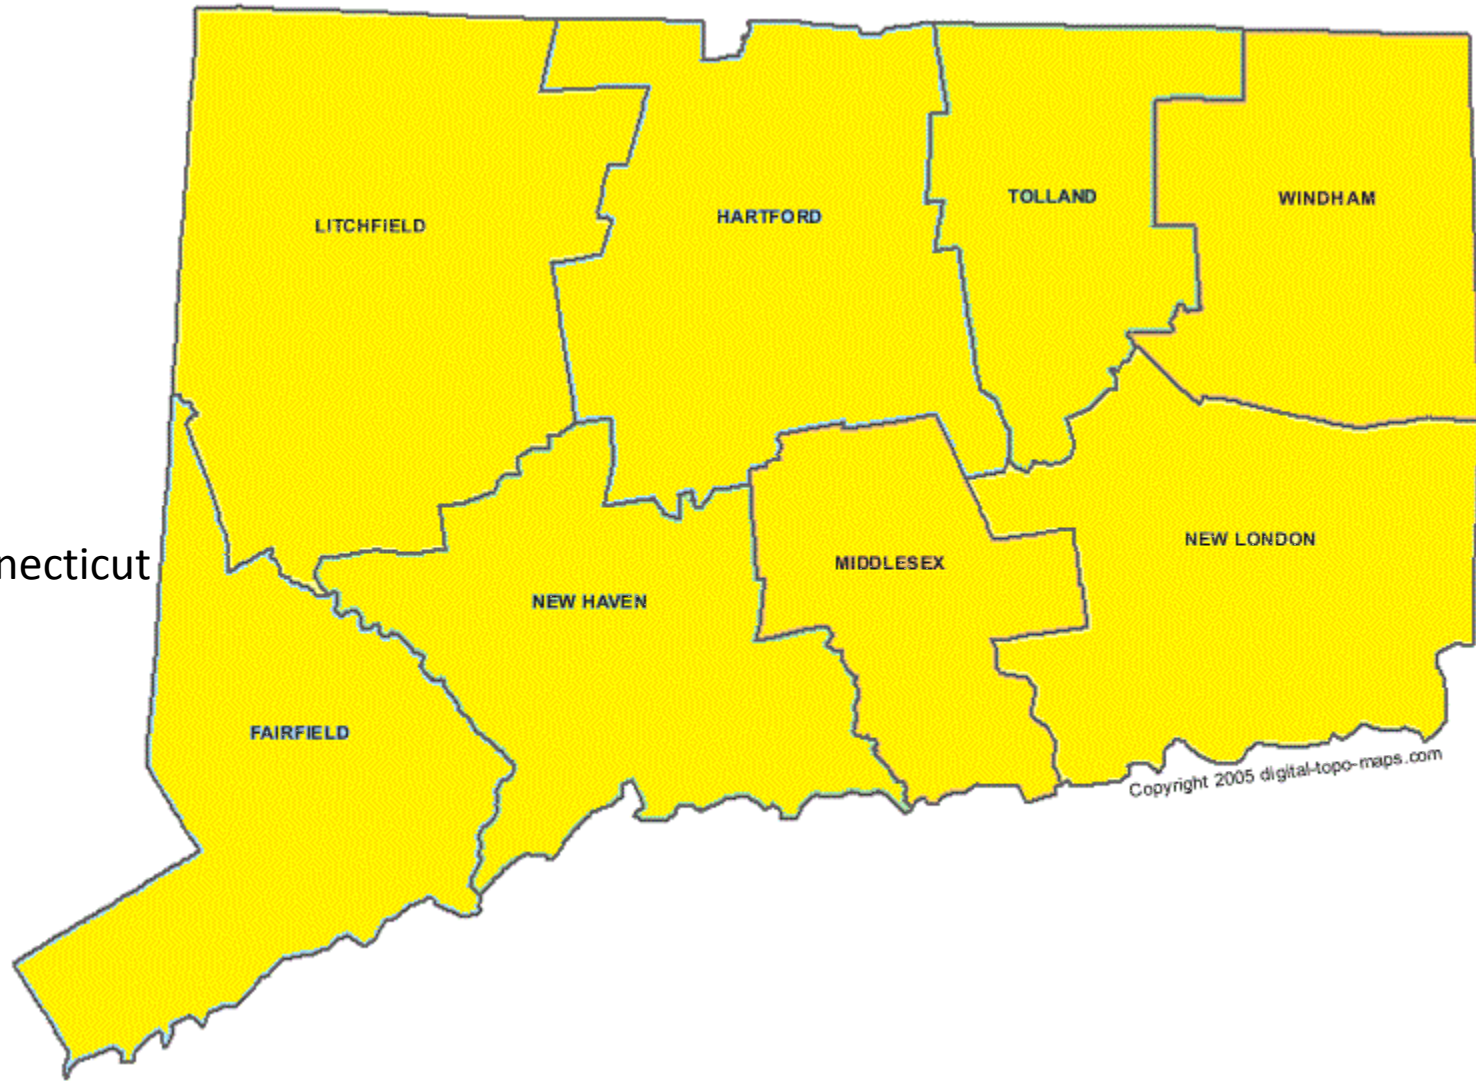 TOLLAND
WINDHAM
HARTFORD
LITCHFiELD
NEW LONDON
MIDDLESEX
necticut
NEW HAVEN
FAIRFIELD
Copyright 2005 digital-topo-maps.com